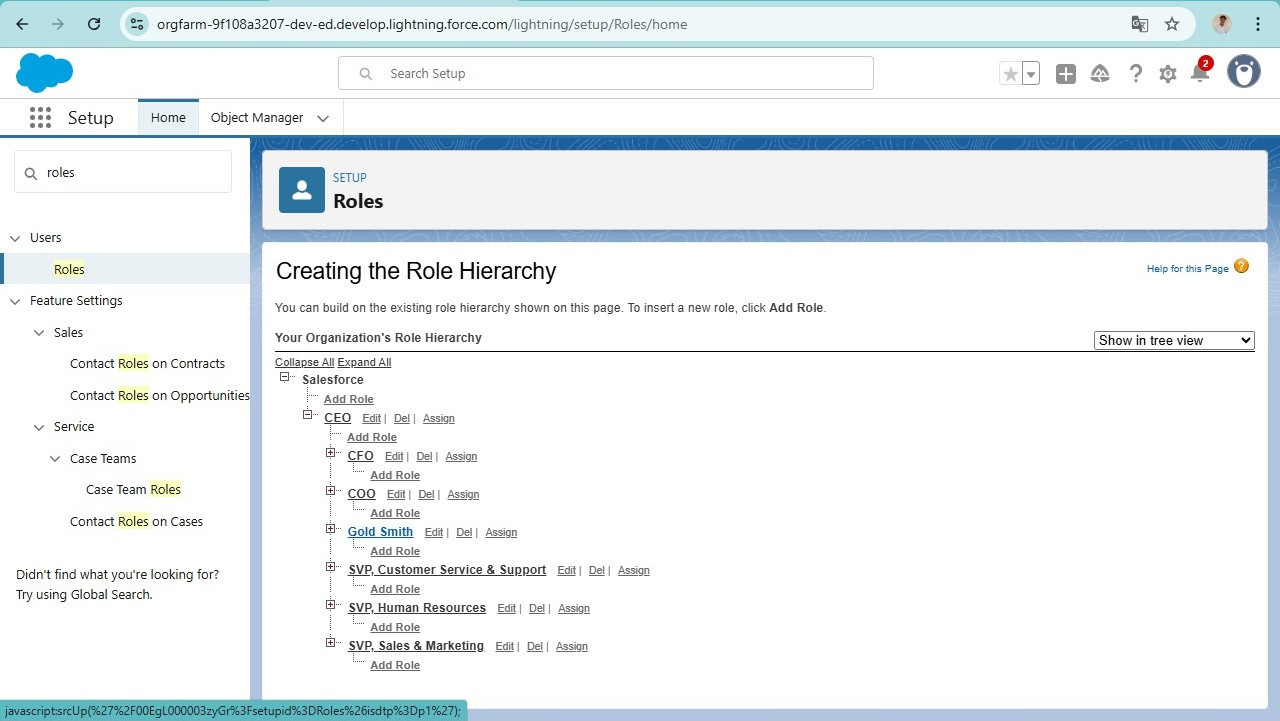 orgfarm-9f108a3207-dev-ed.develop.lightning.force.com/lightning/setup/Roles/home
Search Setup
2
Setup
Home
Object Manager
roles
Users
Roles
Feature Settings
Sales
Contact Roles on Contracts
Contact Roles on Opportunities
Service
Case Teams
Case Team Roles
Contact Roles on Cases
Didn't find what you're looking for?
Try using Global Search.
SETUP
Roles
Creating the Role Hierarchy
Help for this Page ?
You can build on the existing role hierarchy shown on this page. To insert a new role, click Add Role.
Your Organization's Role Hierarchy
Show in tree view
Collapse All Expand All
Salesforce
Add Role
CEO Edit | Del | Assign
Add Role
CFO Edit | Del | Assign
Add Role
COO Edit | Del | Assign
Add Role
Gold Smith Edit | Del | Assign
Add Role
SVP, Customer Service & Support Edit | Del | Assign
Add Role
SVP, Human Resources Edit | Del | Assign
Add Role
SVP, Sales & Marketing Edit | Del | Assign
Add Role
javascript:srcUp(%27%2F00EgL000003zyGr%3Fsetupid%3DRoles%26isdtp%3Dp1%27);